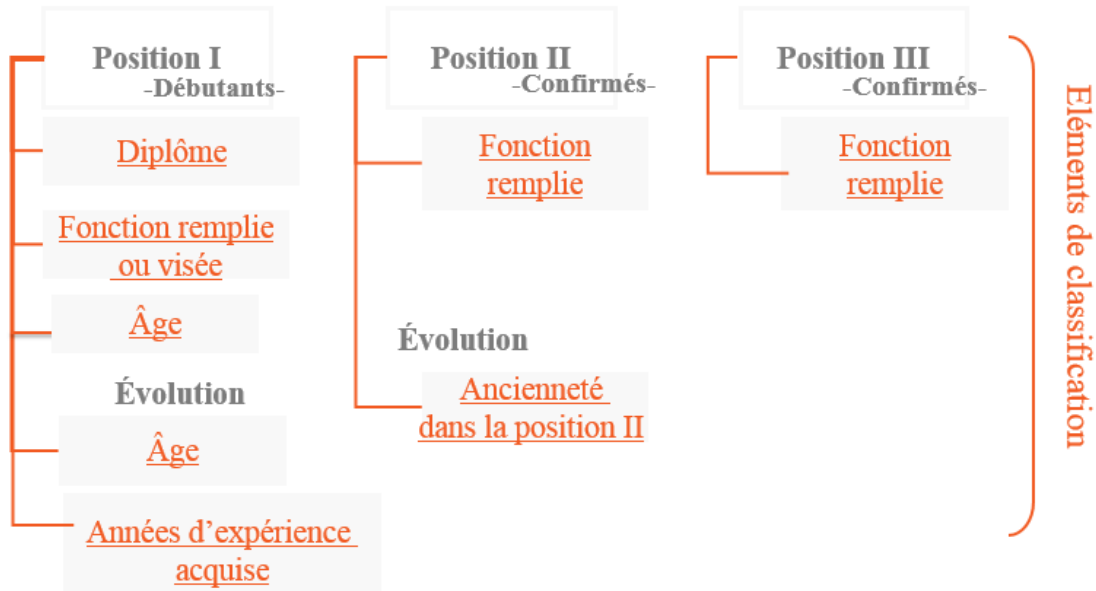 Position I
-Débutants-
Diplôme
Fonction remplie
ou visée
Âge
Évolution
Âge
Années d’expérience
acquise
Position II
-Confirmés-
Fonction
remplie
Évolution
Ancienneté
dans la position II
Position III
-Confirmés-
Fonction
remplie
Eléments de classification